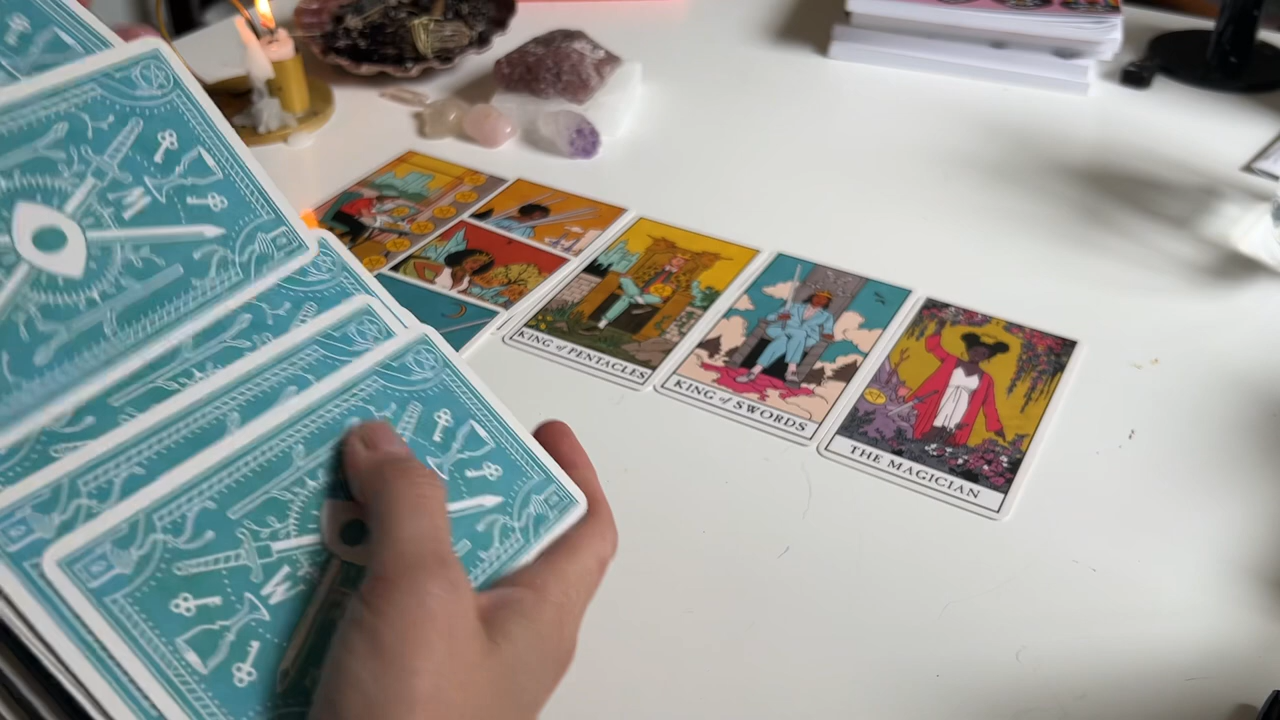 KING of PENTACLES
KING of SWORDS
THE MAGICIAN
M
W